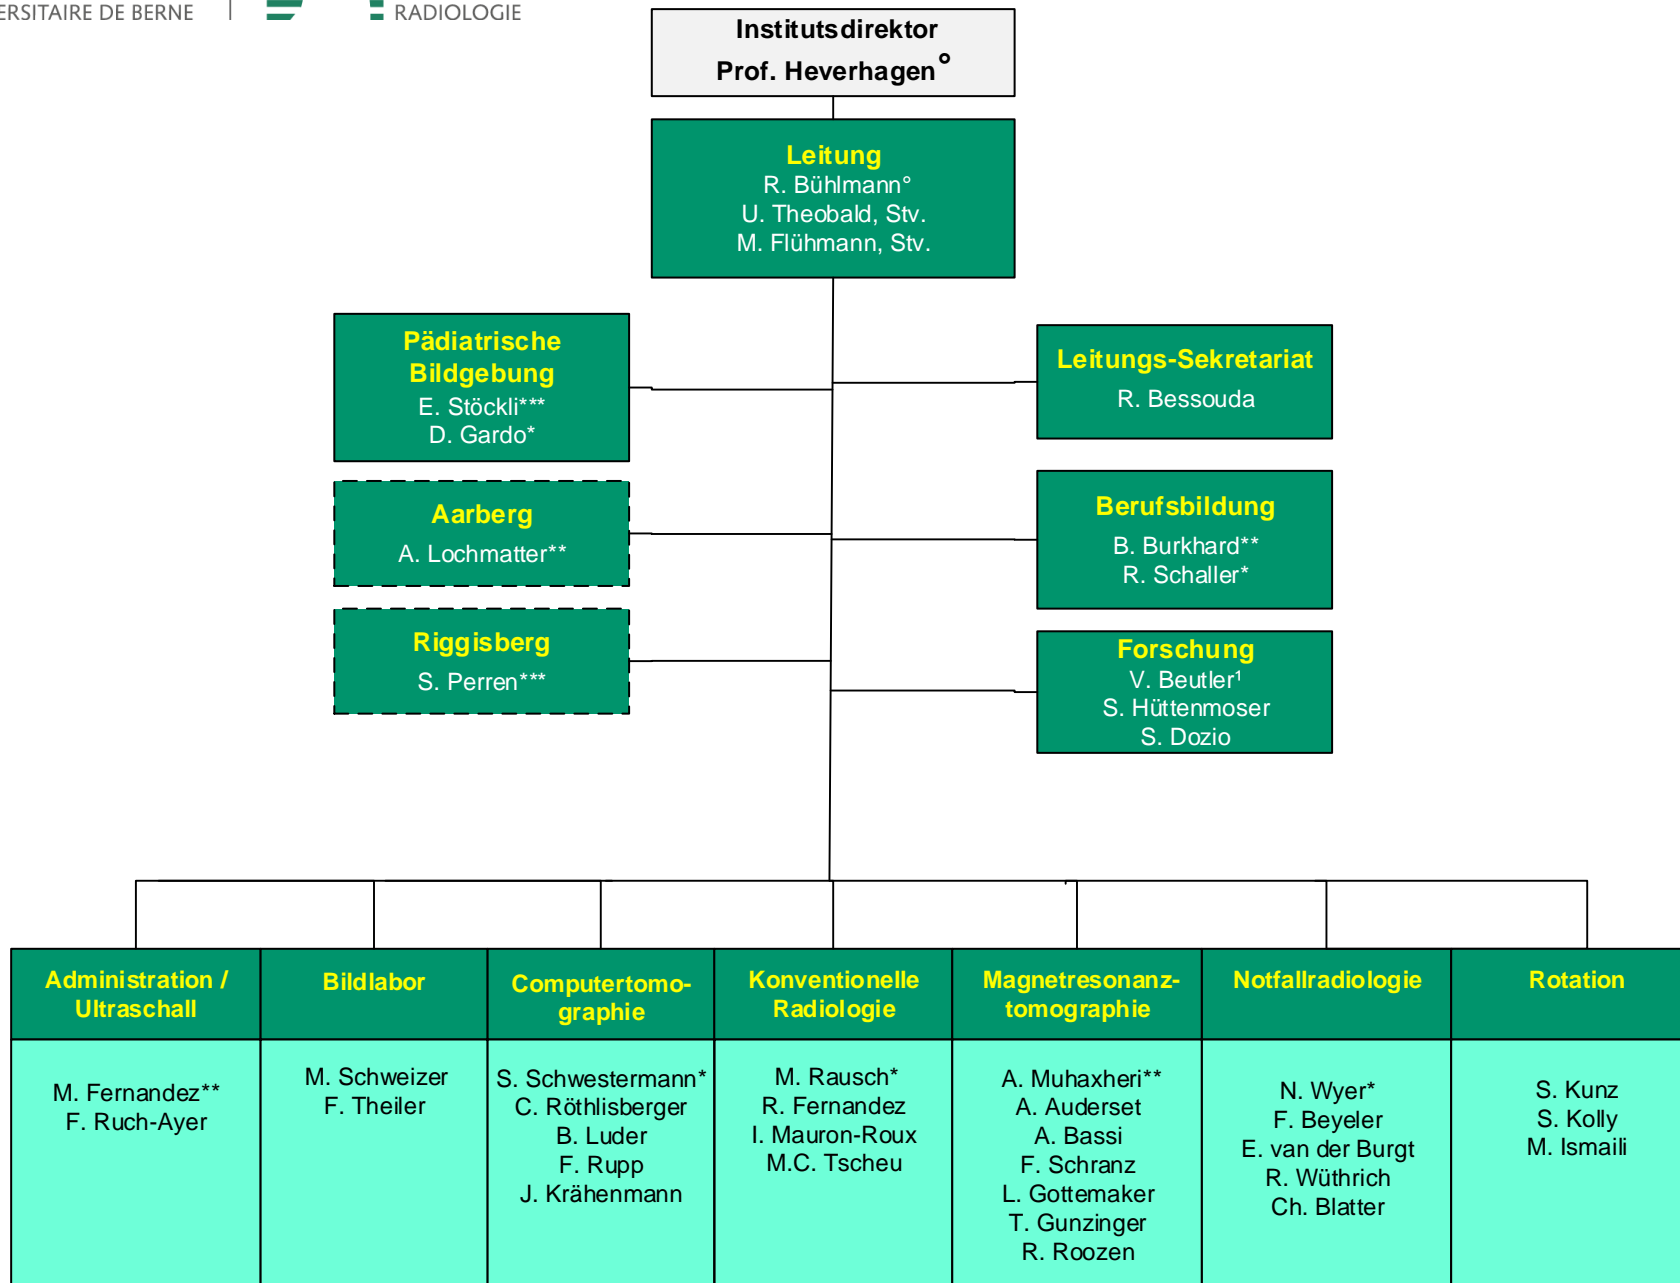 ERSITAIRE DE BERNE
RADIOLOGIE
Institutsdirektor
Prof. Heverhagen°
Leitung
R. Bühlmann°
U. Theobald, Stv.
M. Flühmann, Stv.
Pädiatrische
Bildgebung
E. Stöckli***
D. Gardo*
Leitungs-Sekretariat
R. Bessouda
Aarberg
A. Lochmatter**
Berufsbildung
B. Burkhard**
R. Schaller*
Riggisberg
S. Perren***
Forschung
V. Beutler¹
S. Hüttenmoser
S. Dozio
Administration /
Ultraschall
M. Fernandez**
F. Ruch-Ayer
Bildlabor
M. Schweizer
F. Theiler
Computertomo-
graphie
S. Schwestermann*
C. Röthlisberger
B. Luder
F. Rupp
J. Krähenmann
Konventionelle
Radiologie
M. Rausch*
R. Fernandez
I. Mauron-Roux
M.C. Tscheu
Magnetresonanz-
tomographie
A. Muhaxheri**
A. Auderset
A. Bassi
F. Schranz
L. Gottemaker
T. Gunzinger
R. Roozen
Notfallradiologie
N. Wyer*
F. Beyeler
E. van der Burgt
R. Wüthrich
Ch. Blatter
Rotation
S. Kunz
S. Kolly
M. Ismaili